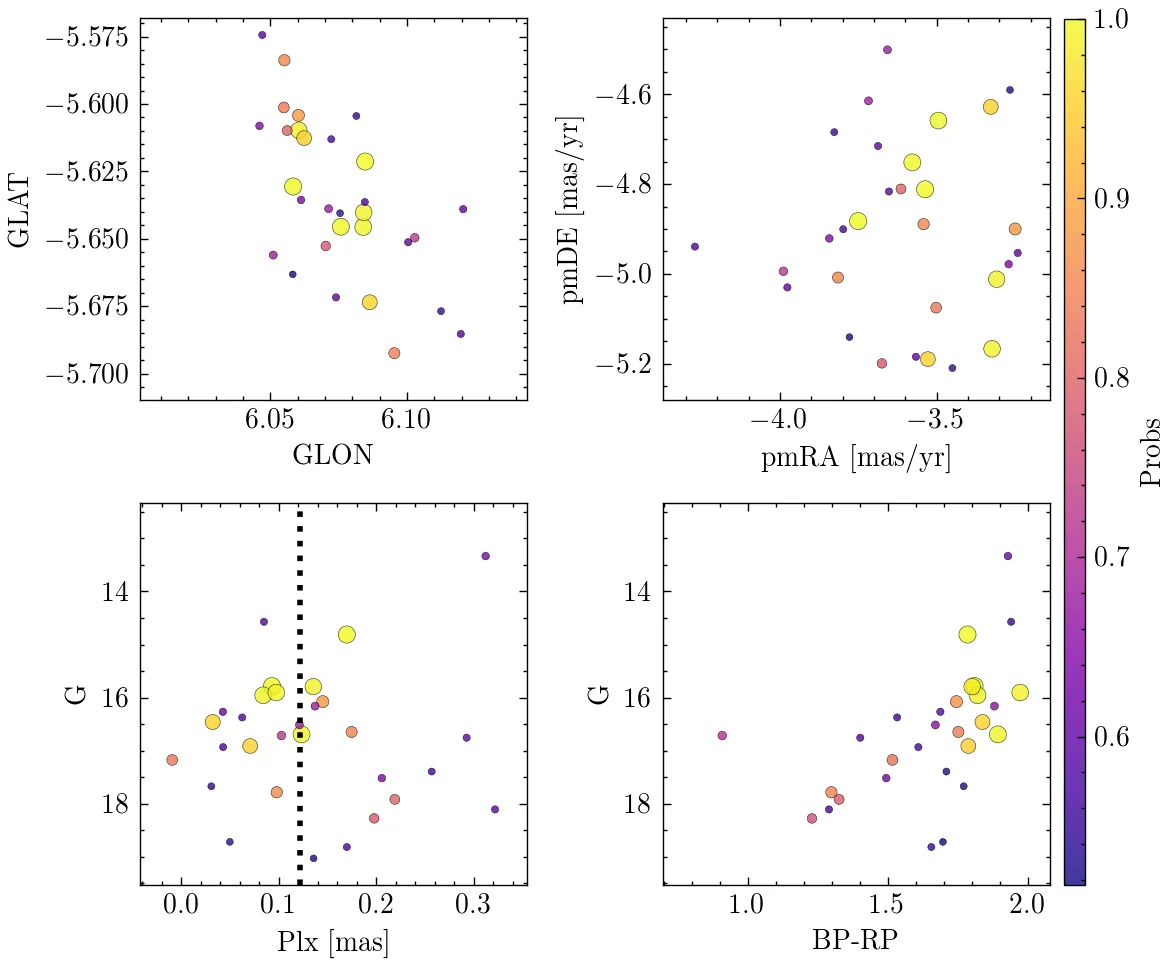 −5.575
−5.600
−5.625
−5.650
−5.675
−5.700
GLAT
6.05 6.10
GLON
−4.6
−4.8
−5.0
−5.2
pmDE [mas/yr]
−4.0 −3.5
pmRA [mas/yr]
1.0
0.9
0.8
0.7
0.6
Probs
14
16
18
G
0.0 0.1 0.2 0.3
Plx [mas]
14
16
18
G
1.0 1.5 2.0
BP-RP